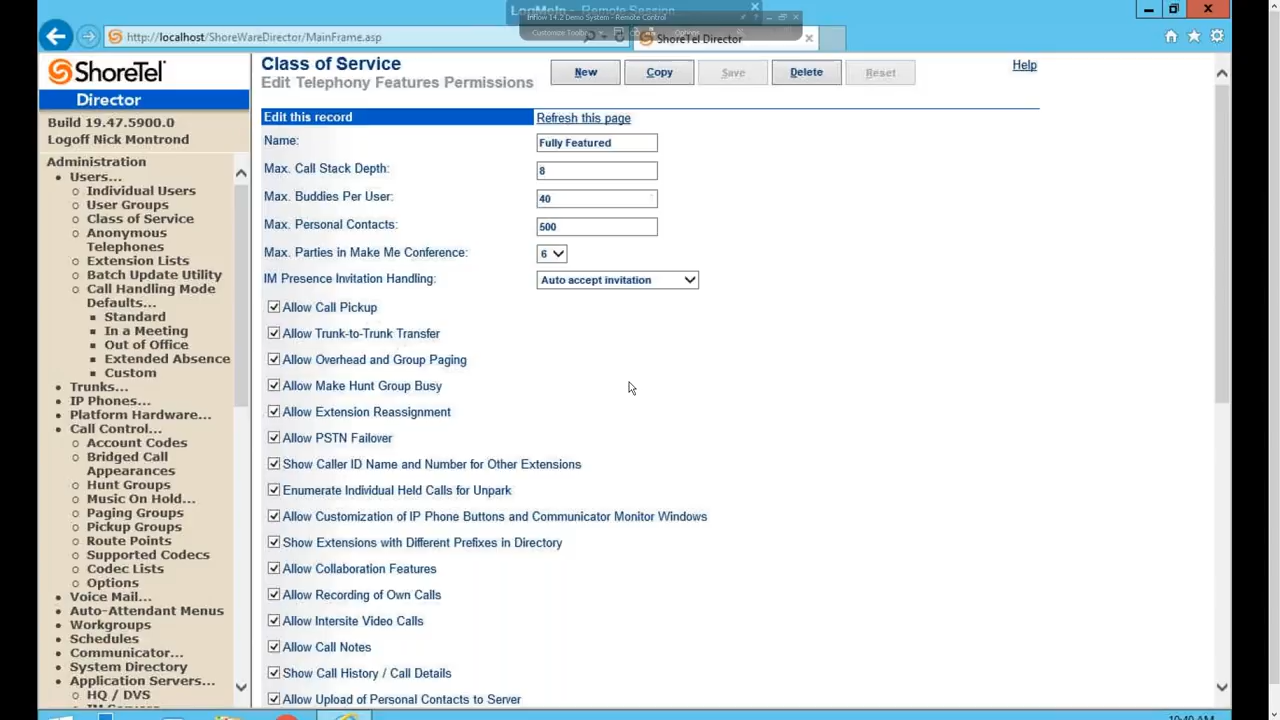 LogMeIn - Remote Session
Inflow 14.2 Demo System - Remote Control
http://localhost/ShoreWareDirector/MainFrame.asp
ShoreTel Director
ShoreTel
Director
Build 19.47.5900.0
Logoff Nick Montrond
Administration
Users...
Individual Users
User Groups
Class of Service
Anonymous
Telephones
Extension Lists
Batch Update Utility
Call Handling Mode
Defaults...
Standard
In a Meeting
Out of Office
Extended Absence
Custom
Trunks...
IP Phones...
Platform Hardware...
Call Control...
Account Codes
Bridged Call
Appearances
Hunt Groups
Music On Hold...
Paging Groups
Pickup Groups
Route Points
Supported Codecs
Codec Lists
Options
Voice Mail...
Auto-Attendant Menus
Workgroups
Schedules
Communicator...
System Directory
Application Servers...
HQ / DVS
Class of Service
Edit Telephony Features Permissions
New Copy Save Delete Reset
Help
Edit this record Refresh this page
Name: Fully Featured
Max. Call Stack Depth: 8
Max. Buddies Per User: 40
Max. Personal Contacts: 500
Max. Parties in Make Me Conference: 6
IM Presence Invitation Handling: Auto accept invitation
Allow Call Pickup
Allow Trunk-to-Trunk Transfer
Allow Overhead and Group Paging
Allow Make Hunt Group Busy
Allow Extension Reassignment
Allow PSTN Failover
Show Caller ID Name and Number for Other Extensions
Enumerate Individual Held Calls for Unpark
Allow Customization of IP Phone Buttons and Communicator Monitor Windows
Show Extensions with Different Prefixes in Directory
Allow Collaboration Features
Allow Recording of Own Calls
Allow Intersite Video Calls
Allow Call Notes
Show Call History / Call Details
Allow Upload of Personal Contacts to Server